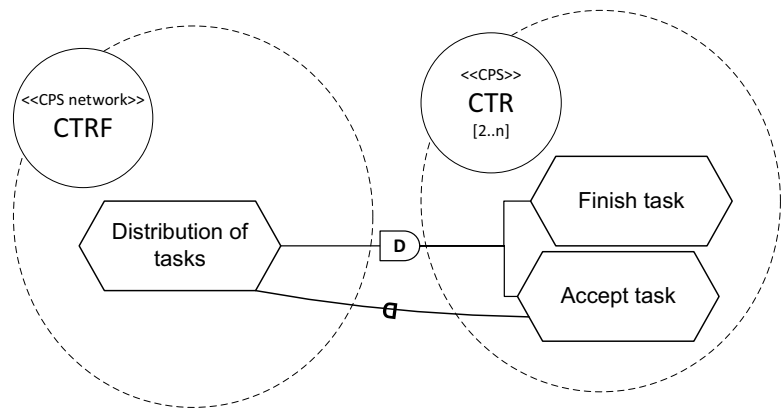 <<CPS network>>
CTRF
<<CPS>>
CTR
[2..n]
Distribution of
tasks
D
Finish task
Accept task
D